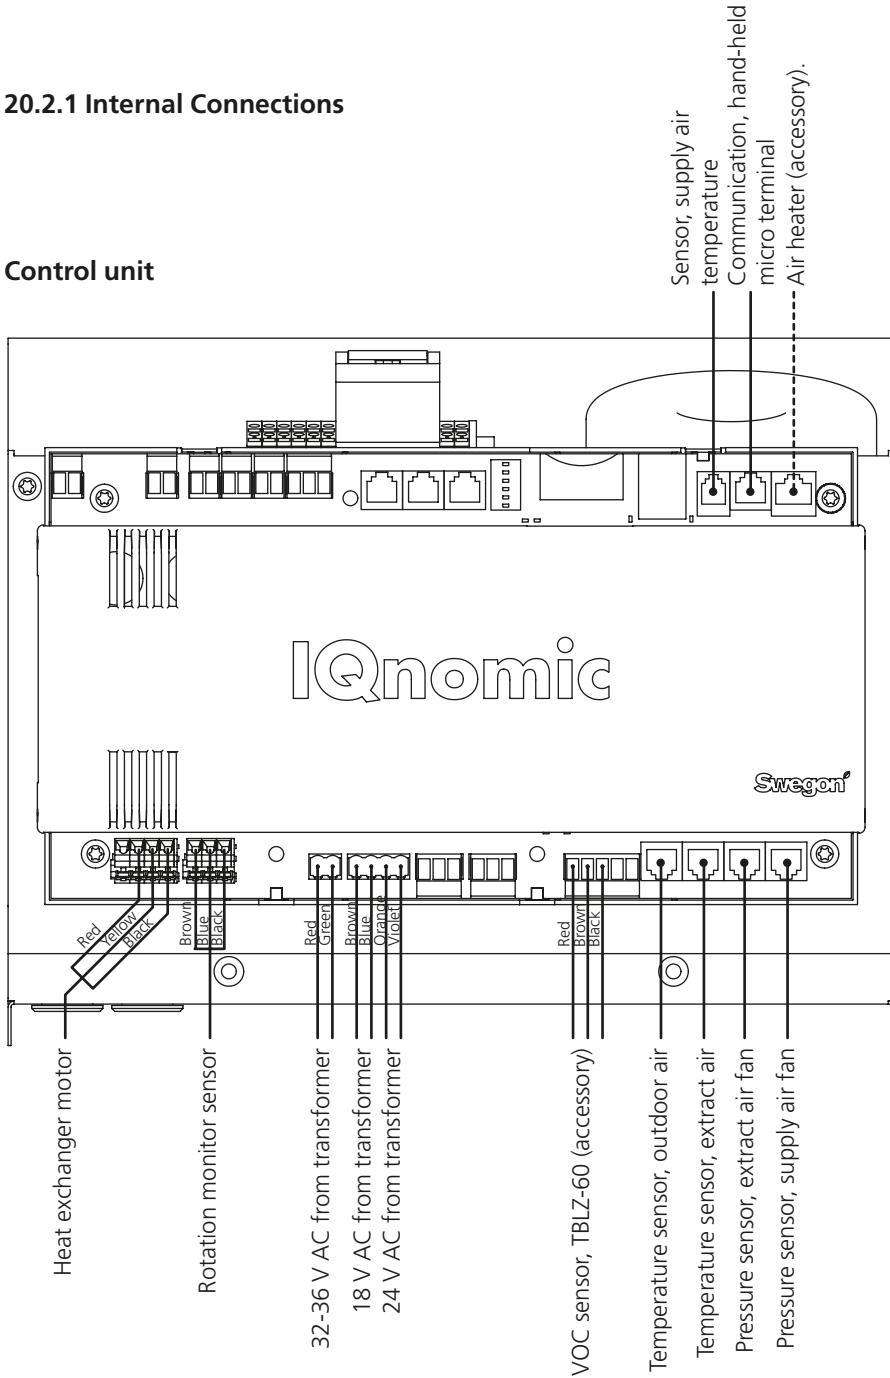 20.2.1 Internal Connections
Control unit
Sensor, supply air
temperature
Communication, hand-held
micro terminal
Air heater (accessory).
IQnomic
Swegon
Red
Yellow
Black
Brown
Blue
Black
Red
Green
Brown
Blue
Orande
Violet
Red
Brown
Black
Heat exchanger motor
Rotation monitor sensor
32-36 V AC from transformer
18 V AC from transformer
24 V AC from transformer
VOC sensor, TBLZ-60 (accessory)
Temperature sensor, outdoor air
Temperature sensor, extract air
Pressure sensor, extract air fan
Pressure sensor, supply air fan